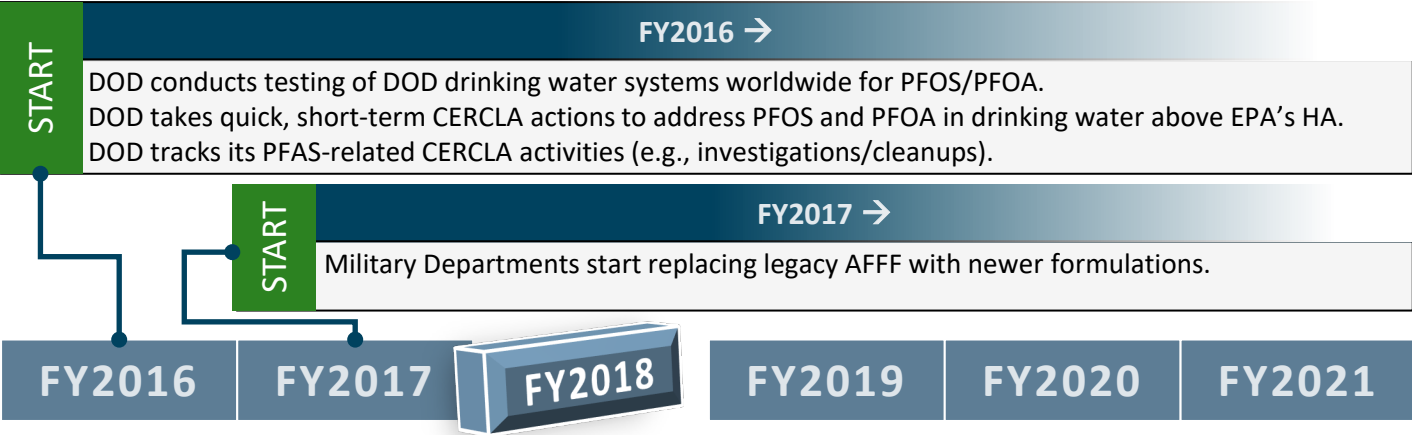 START
FY2016 →
DOD conducts testing of DOD drinking water systems worldwide for PFOS/PFOA.
DOD takes quick, short-term CERCLA actions to address PFOS and PFOA in drinking water above EPA's HA.
DOD tracks its PFAS-related CERCLA activities (e.g., investigations/cleanups).
START
FY2017 →
Military Departments start replacing legacy AFFF with newer formulations.
FY2016
FY2017
FY2018
FY2019
FY2020
FY2021